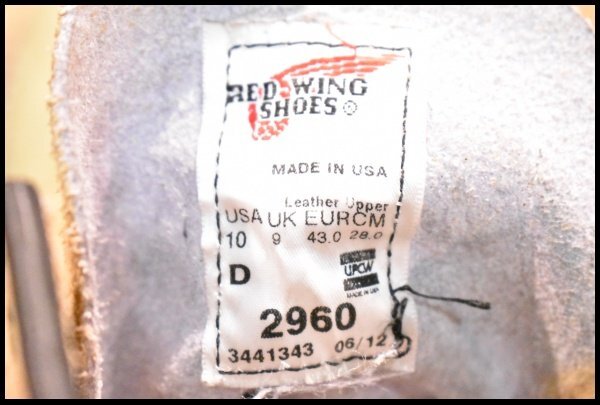 RED WING
SHOES ®
MADE IN USA
Leather Upper
USA UK EUR CM
10 9 43.0 28.0
D
UFCW
MADE IN USA
2960
3441343 06/12